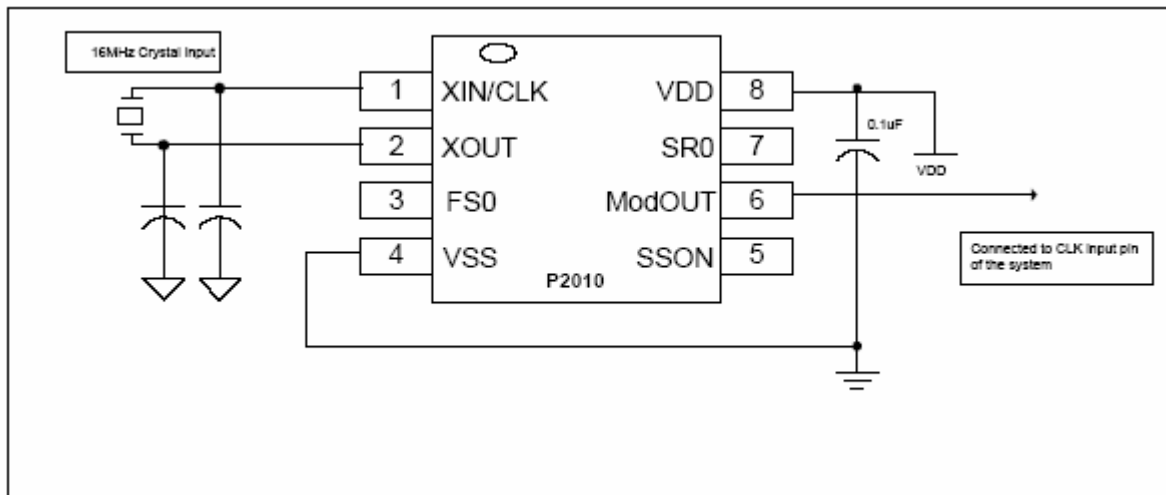 16MHz Crystal Input
1 XIN/CLK VDD 8
2 XOUT SR0 7
0.1uF
VDD
3 FS0 ModOUT 6
4 VSS SSON 5
P2010
Connected to CLK Input pin
of the system